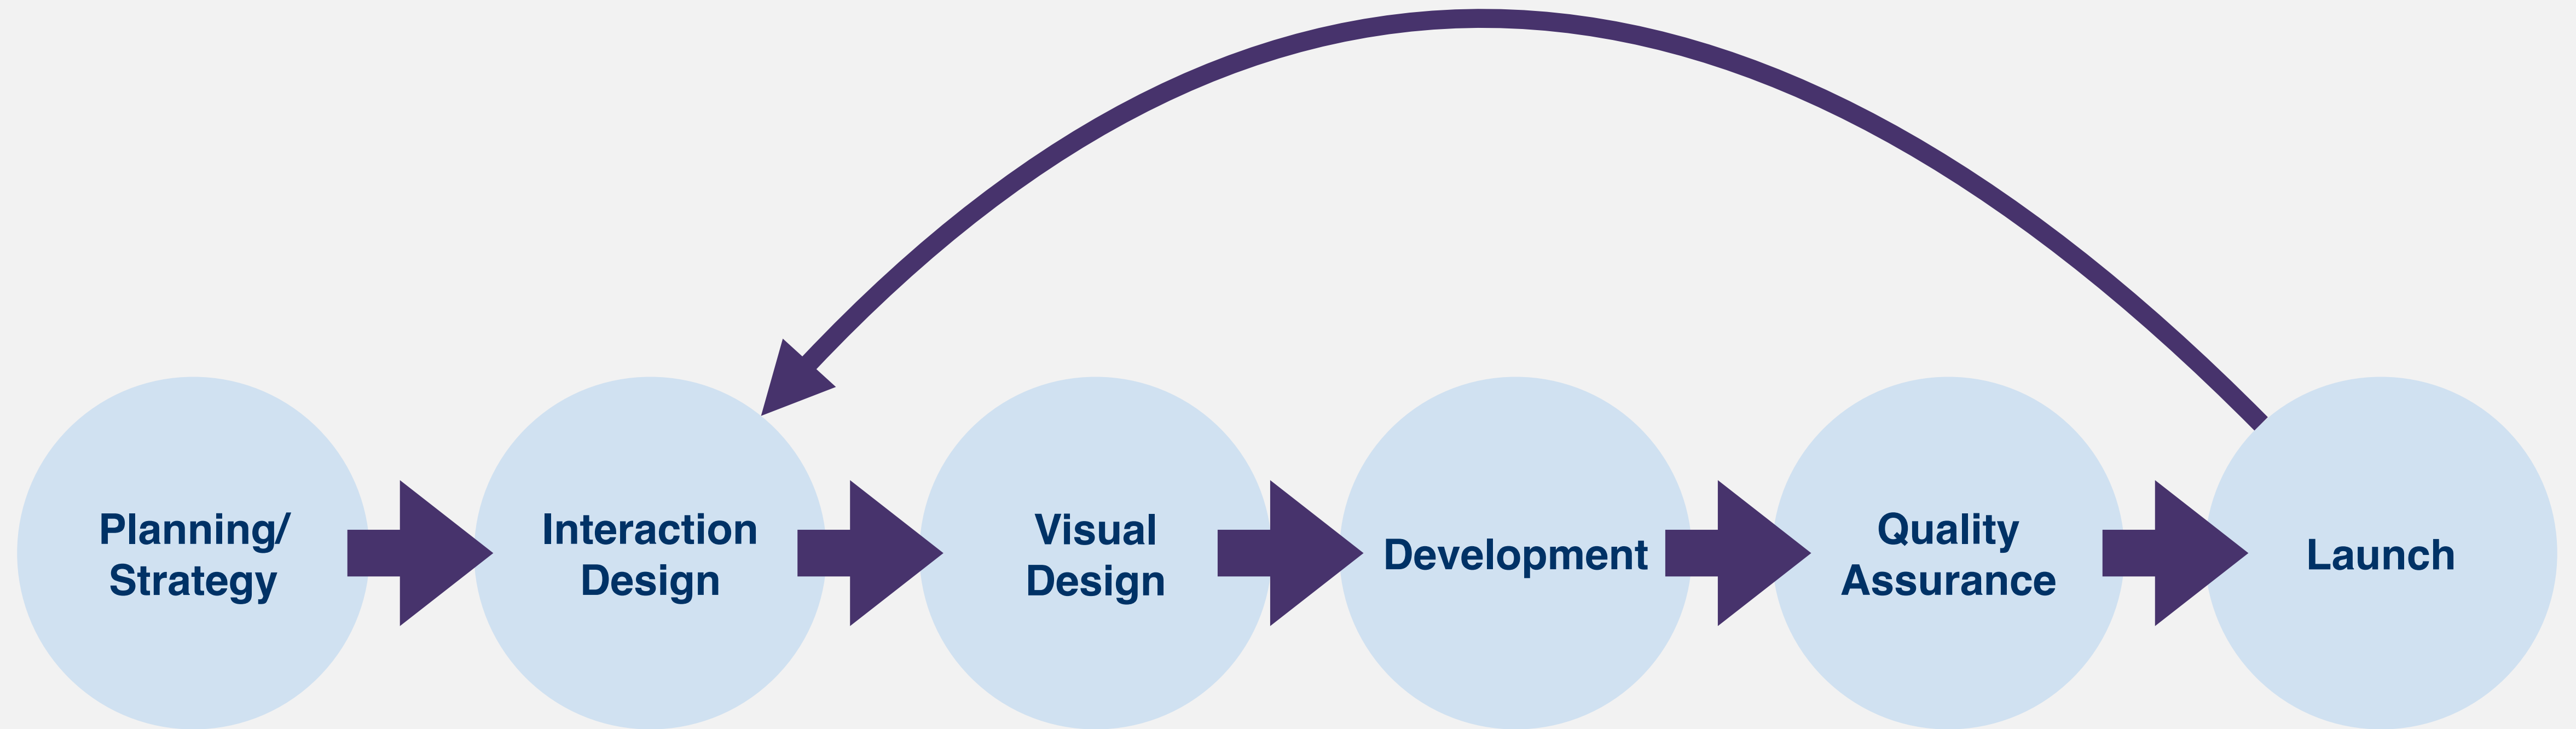 Planning/
Strategy
Interaction
Design
Visual
Design
Development
Quality
Assurance
Launch